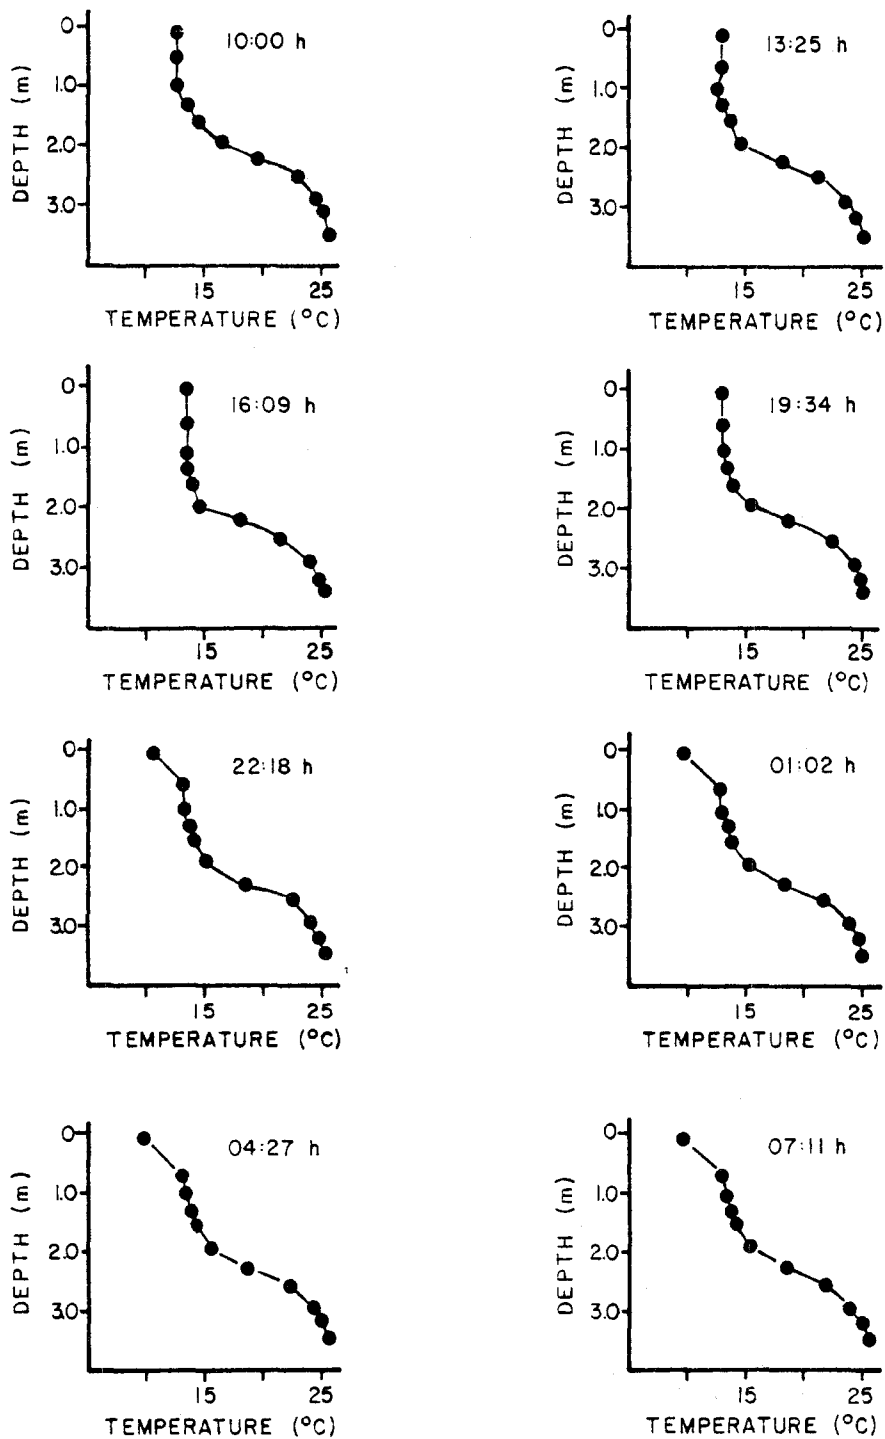 0
10:00 h
1.0
2.0
3.0
DEPTH (m)
15 25
TEMPERATURE (°C)
0
13:25 h
1.0
2.0
3.0
DEPTH (m)
15 25
TEMPERATURE (°C)
0
16:09 h
1.0
2.0
3.0
DEPTH (m)
15 25
TEMPERATURE (°C)
0
19:34 h
1.0
2.0
3.0
DEPTH (m)
15 25
TEMPERATURE (°C)
0
22:18 h
1.0
2.0
3.0
DEPTH (m)
15 25
TEMPERATURE (°C)
0
01:02 h
1.0
2.0
3.0
DEPTH (m)
15 25
TEMPERATURE (°C)
0
04:27 h
1.0
2.0
3.0
DEPTH (m)
15 25
TEMPERATURE (°C)
0
07:11 h
1.0
2.0
3.0
DEPTH (m)
15 25
TEMPERATURE (°C)